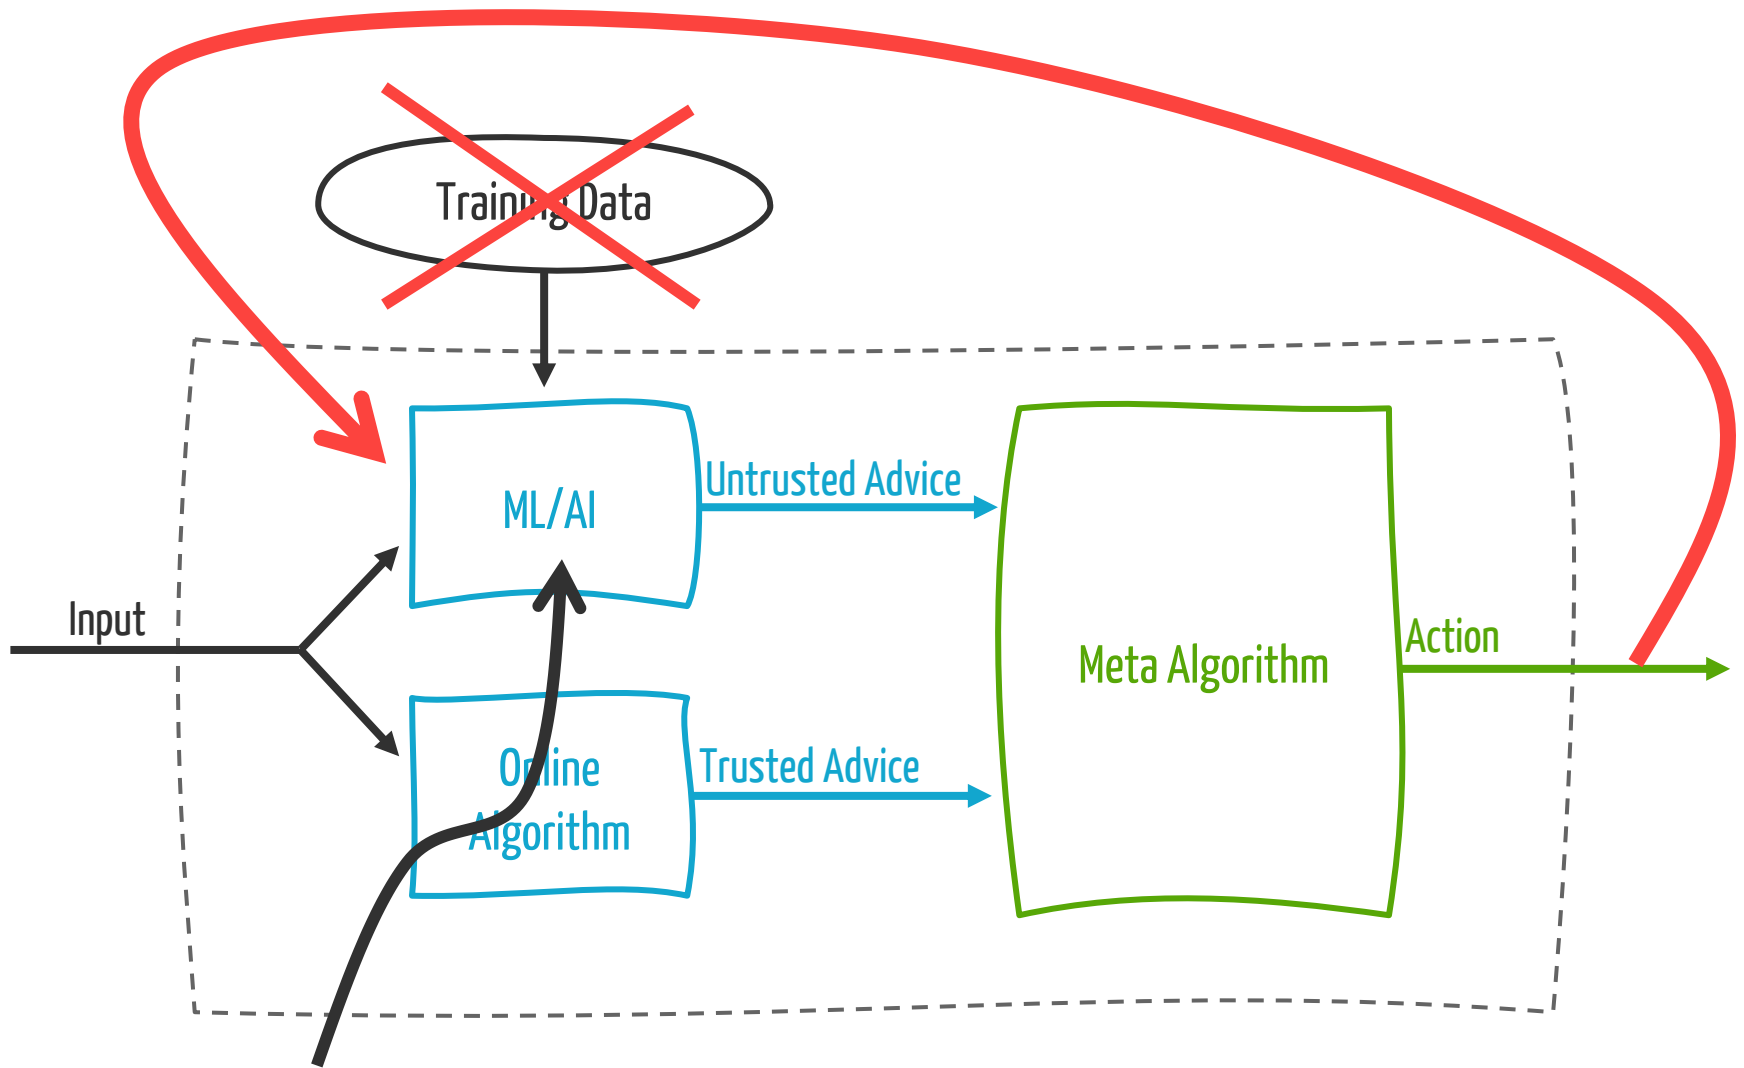 Training Data
ML/AI
Untrusted Advice
Input
Action
Meta Algorithm
Online
Algorithm
Trusted Advice